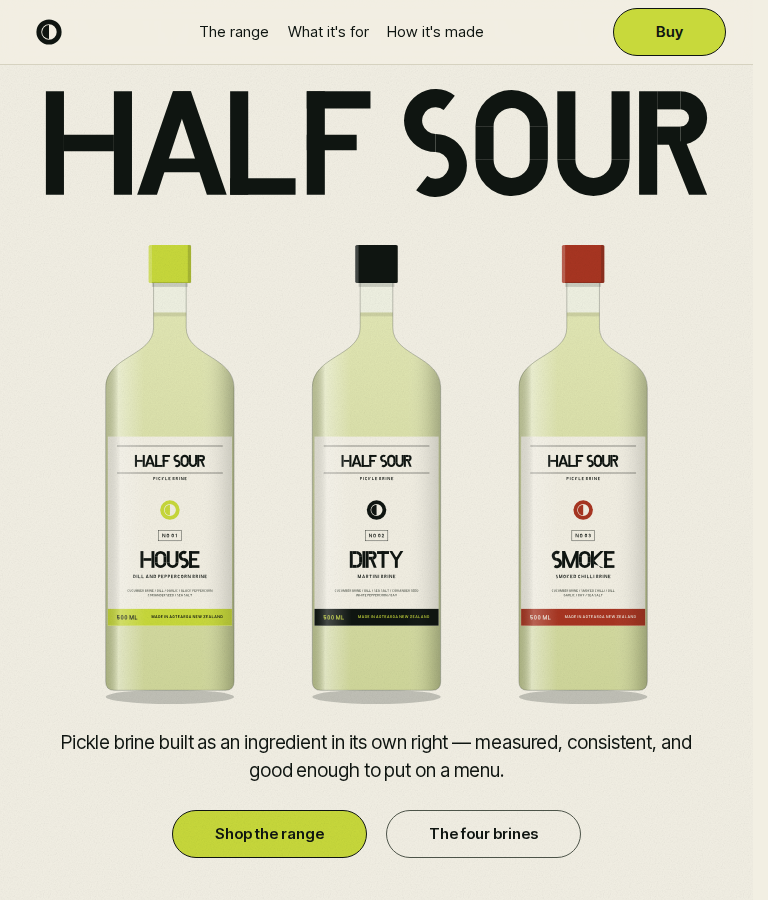 The range
What it's for
How it's made
Buy
HALF SOUR
HALF SOUR
PICKLE BRINE
NO 01
HOUSE
DILL AND PEPPERCORN BRINE
500 ML
MADE IN AOTEAROA NEW ZEALAND
HALF SOUR
PICKLE BRINE
NO 02
DIRTY
MARTINI BRINE
500 ML
MADE IN AOTEAROA NEW ZEALAND
HALF SOUR
PICKLE BRINE
NO 03
SMOKE
SMOKED CHILLI BRINE
500 ML
MADE IN AOTEAROA NEW ZEALAND
Pickle brine built as an ingredient in its own right — measured, consistent, and
good enough to put on a menu.
Shop the range
The four brines